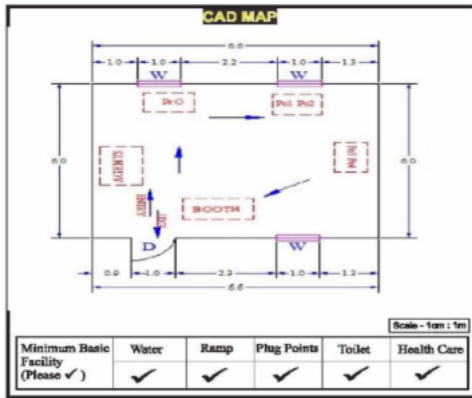 CAD MAP
6.6
1.0 1.0 2.2 1.0 1.3
W W
PrO
Po1 Po2
AGENTS
5.0
5.0
ENTRY
EXIT
BOOTH
D
W
0.9 1.0 2.3 1.0 1.3
6.6
Scale - 1cm : 1m
Minimum Basic Facility (Please ✓) Water Ramp Plug Points Toilet Health Care
✓ ✓ ✓ ✓ ✓